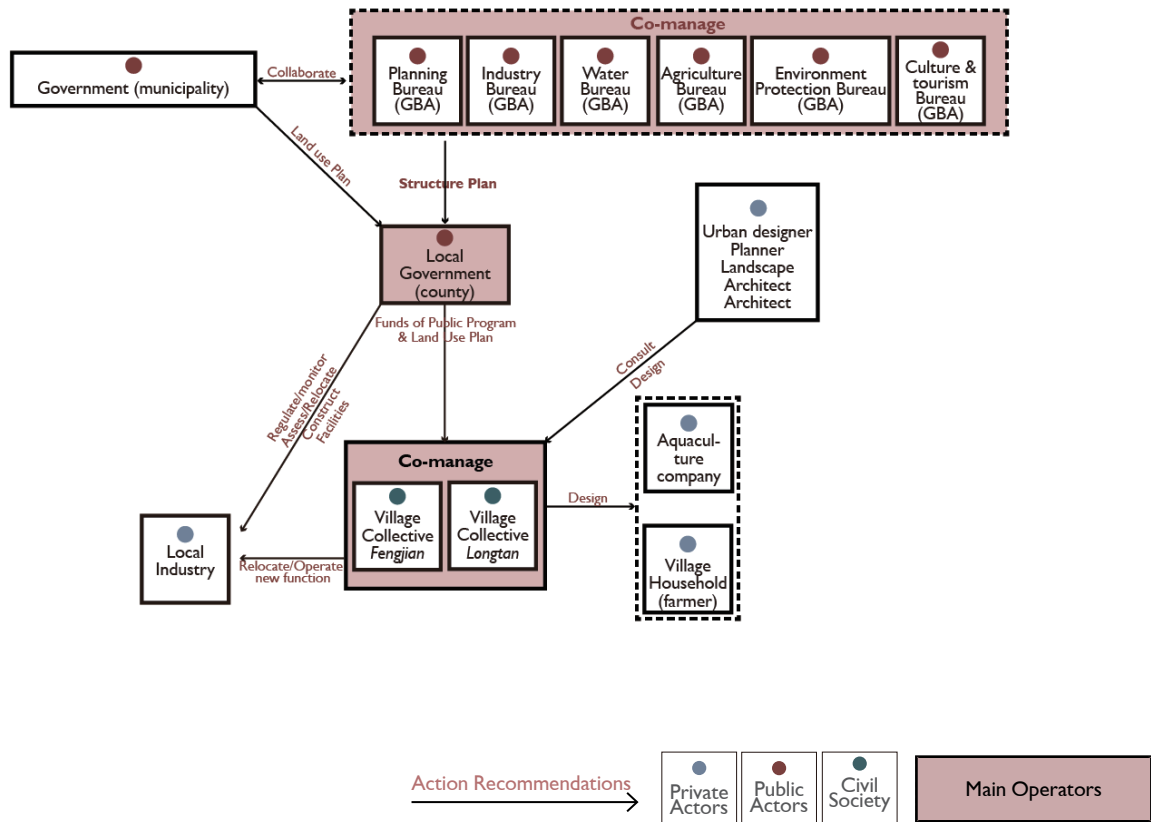 Co-manage
Government (municipality)
Collaborate
Planning
Bureau
(GBA)
Industry
Bureau
(GBA)
Water
Bureau
(GBA)
Agriculture
Bureau
(GBA)
Environment
Protection Bureau
(GBA)
Culture &
tourism
Bureau
(GBA)
Land use Plan
Structure Plan
Local
Government
(county)
Urban designer
Planner
Landscape
Architect
Architect
Funds of Public Program
& Land Use Plan
Regulate/monitor
Assess/Relocate
Construct
Facilities
Consult
Design
Co-manage
Village
Collective
Fengjian
Village
Collective
Longtan
Design
Aquacul-
ture
company
Village
Household
(farmer)
Local
Industry
Relocate/Operate
new function
Action Recommendations
Private
Actors
Public
Actors
Civil
Society
Main Operators